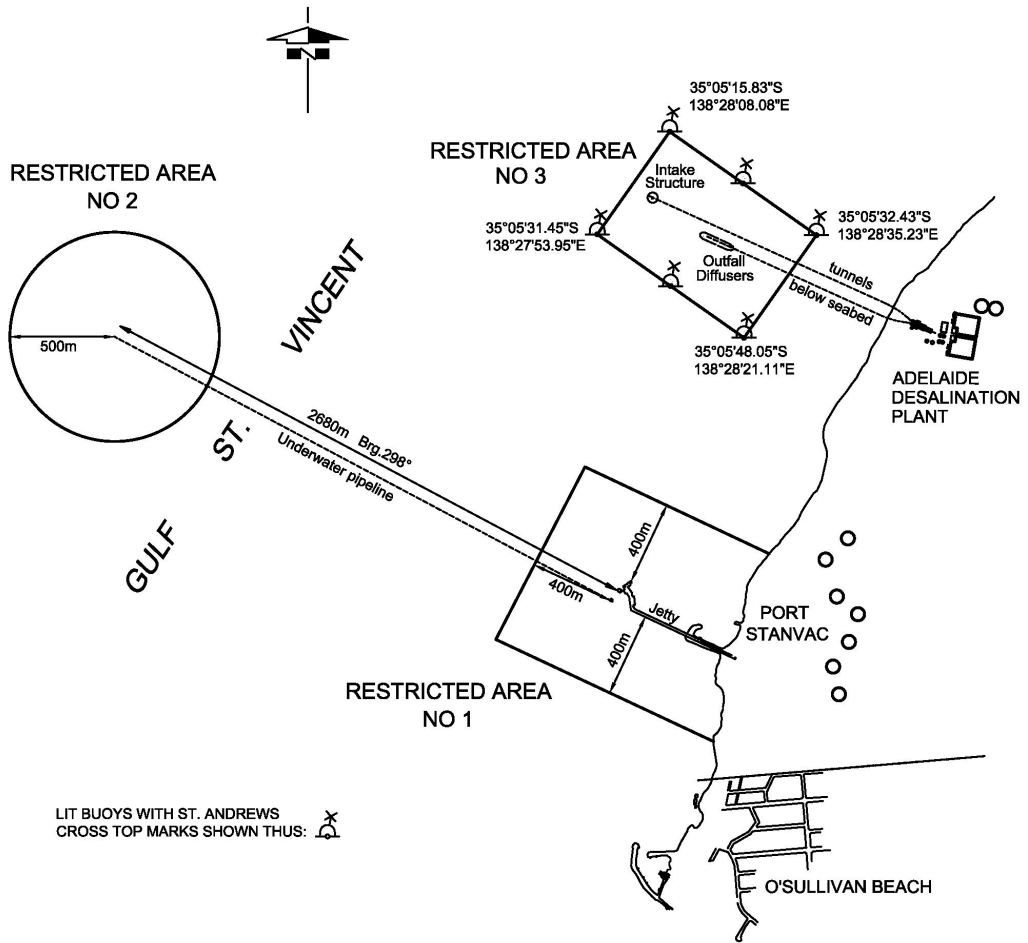 N
35°05'15.83"S
138°28'08.08"E
RESTRICTED AREA
NO 3
RESTRICTED AREA
NO 2
Intake
Structure
35°05'31.45"S
138°27'53.95"E
35°05'32.43"S
138°28'35.23"E
Outfall
Diffusers
tunnels
below seabed
35°05'48.05"S
138°28'21.11"E
ADELAIDE
DESALINATION
PLANT
500m
GULF ST. VINCENT
2680m Brg.298°
Underwater pipeline
400m
400m
Jetty
400m
PORT
STANVAC
RESTRICTED AREA
NO 1
LIT BUOYS WITH ST. ANDREWS
CROSS TOP MARKS SHOWN THUS:
O'SULLIVAN BEACH